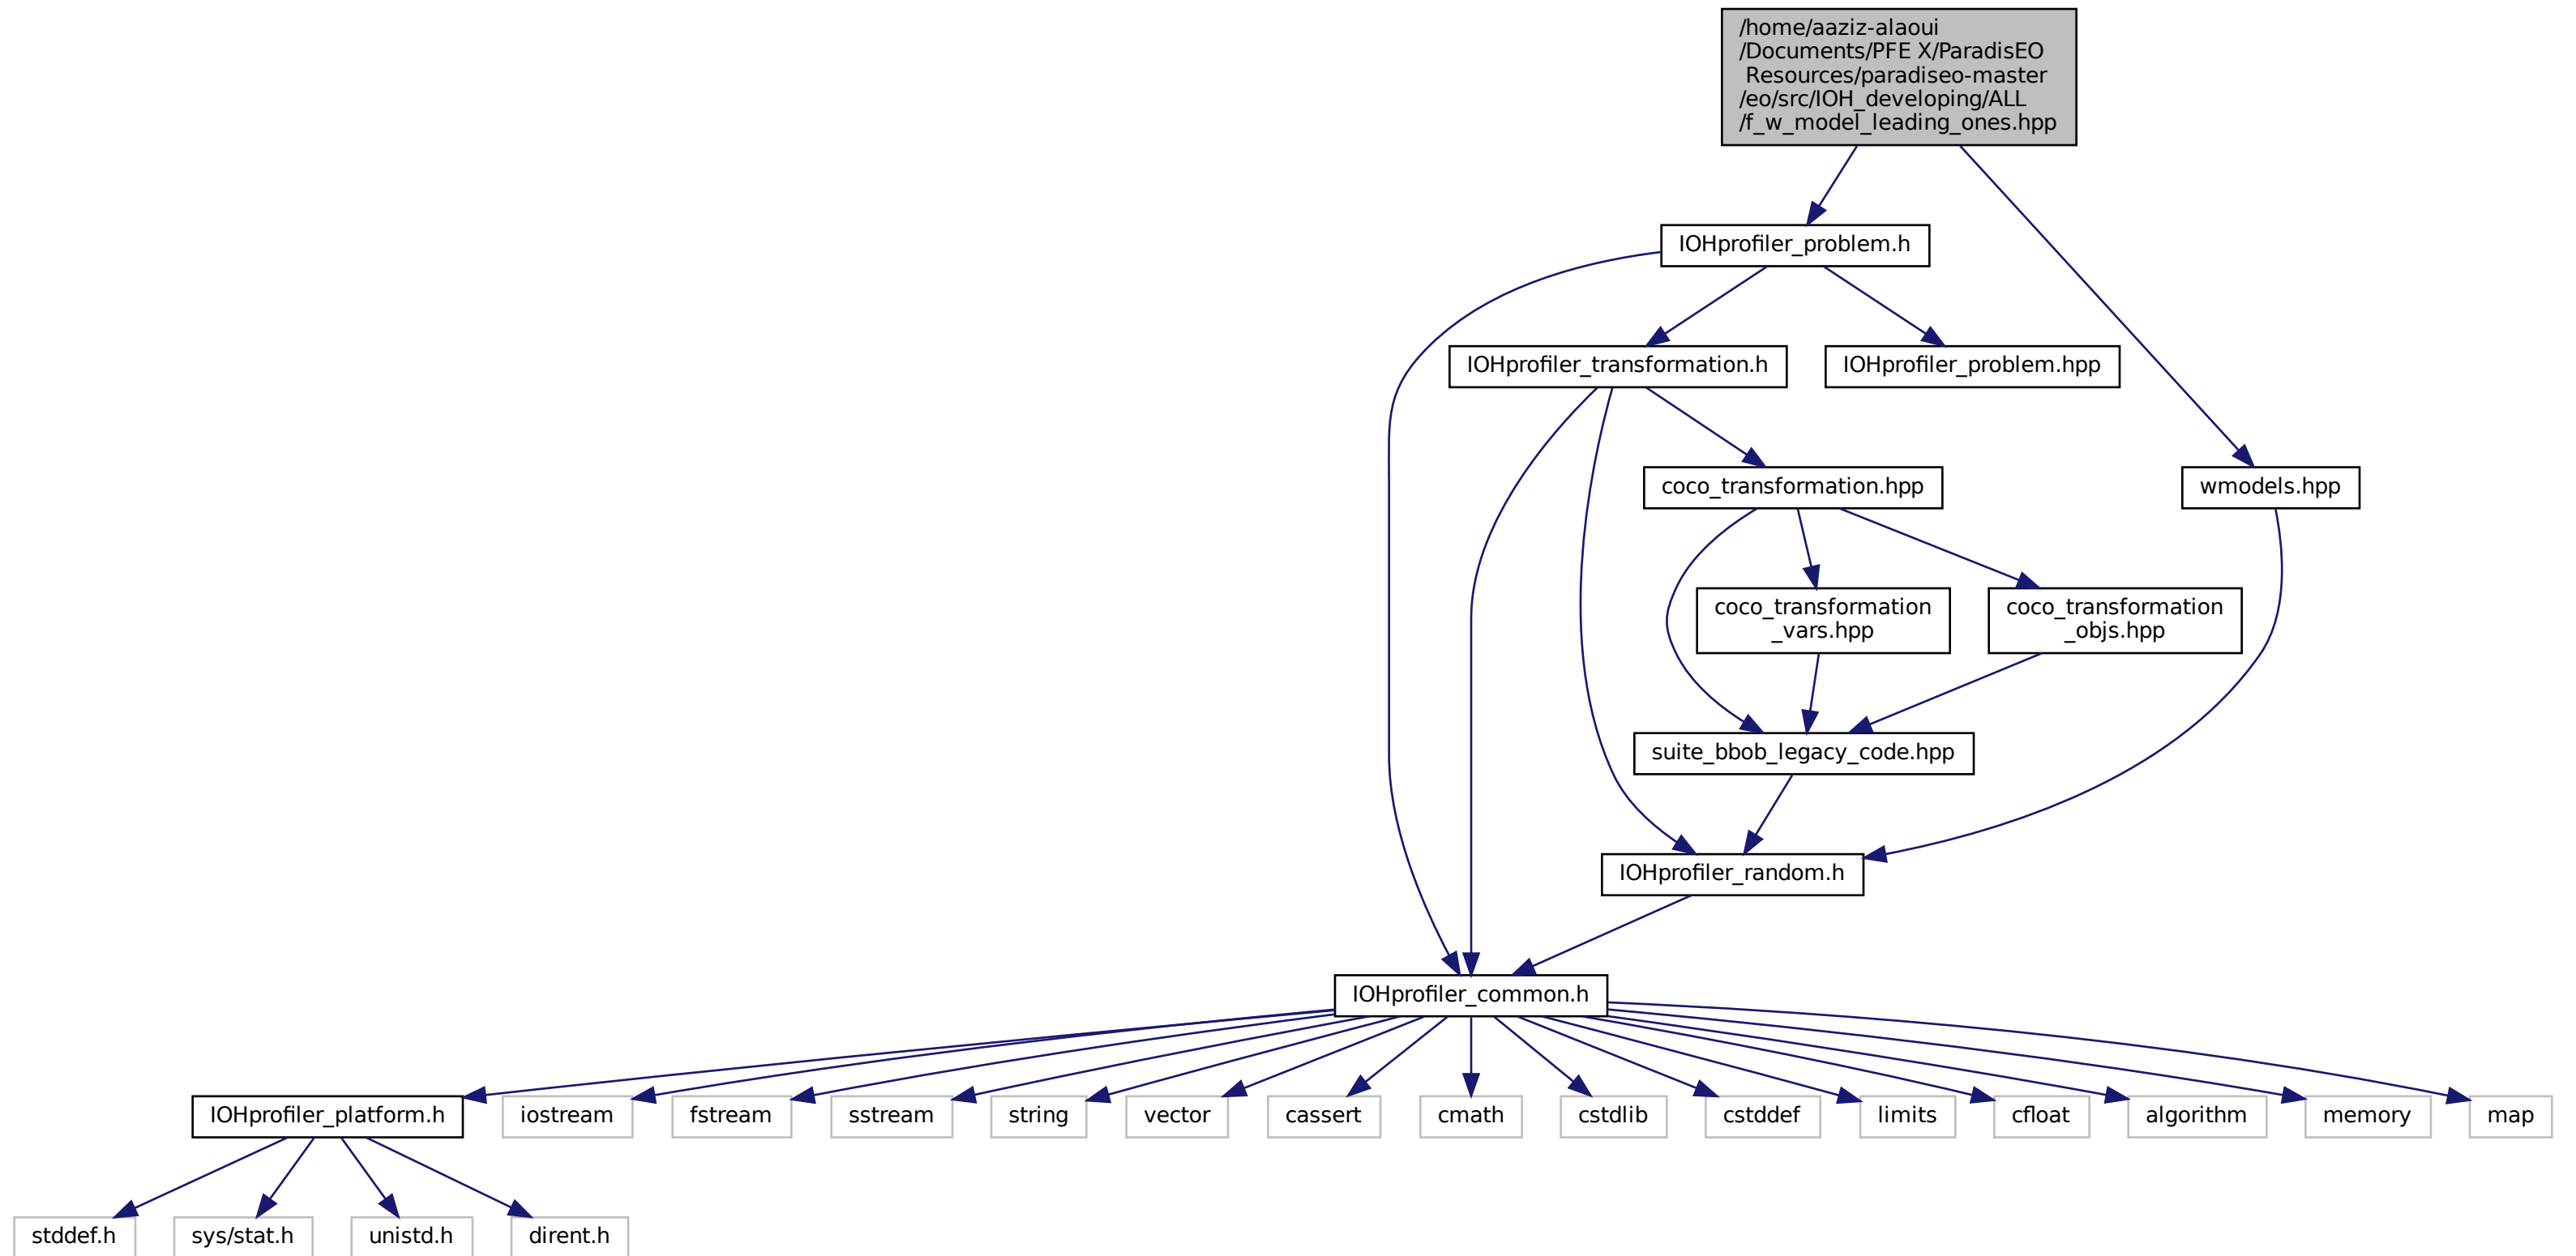 /home/aaziz-alaoui
/Documents/PFE X/ParadisEO
Resources/paradiseo-master
/eo/src/IOH_developing/ALL
/f_w_model_leading_ones.hpp
IOHprofiler_problem.h
IOHprofiler_transformation.h
IOHprofiler_problem.hpp
coco_transformation.hpp
wmodels.hpp
coco_transformation
_vars.hpp
coco_transformation
_objs.hpp
suite_bbob_legacy_code.hpp
IOHprofiler_random.h
IOHprofiler_common.h
IOHprofiler_platform.h
iostream
fstream
sstream
string
vector
cassert
cmath
cstdlib
cstddef
limits
cfloat
algorithm
memory
map
stddef.h
sys/stat.h
unistd.h
dirent.h